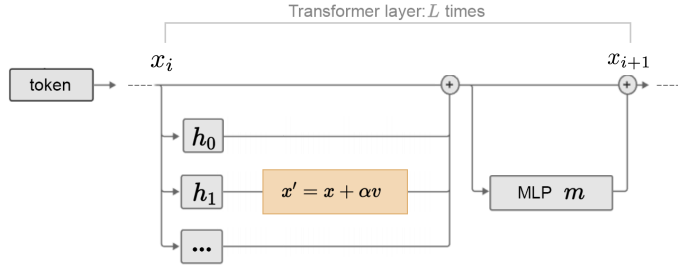 Transformer layer: L times
x_i
x_{i+1}
token
h_0
h_1
x' = x + αv
MLP m
...